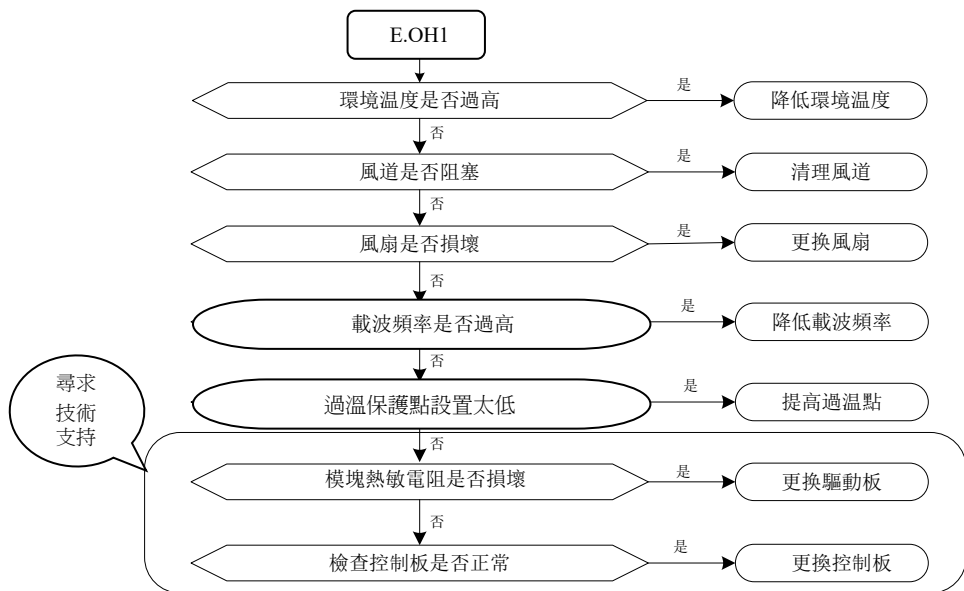 E.OH1
環境温度是否過高
是
降低環境温度
否
風道是否阻塞
是
清理風道
否
風扇是否損壞
是
更换風扇
否
載波頻率是否過高
是
降低載波頻率
否
過溫保護點設置太低
是
提高過温點
尋求
技術
支持
否
模塊熱敏電阻是否損壞
是
更换驅動板
否
檢查控制板是否正常
是
更換控制板